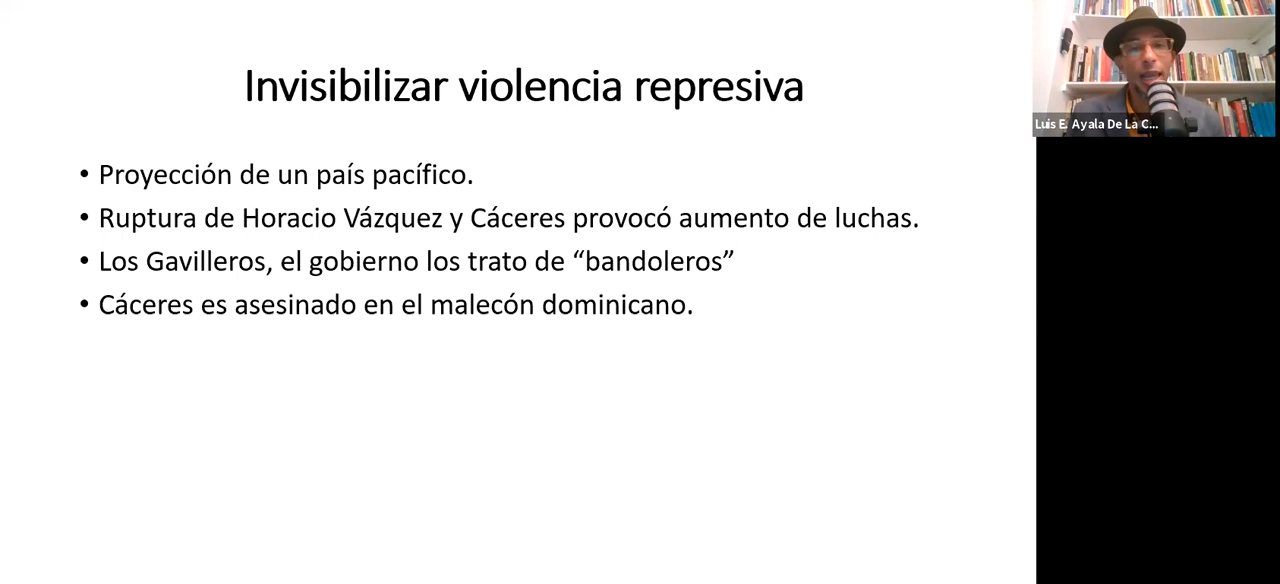 Invisibilizar violencia represiva
• Proyección de un país pacífico.
• Ruptura de Horacio Vázquez y Cáceres provocó aumento de luchas.
• Los Gavilleros, el gobierno los trato de “bandoleros”
• Cáceres es asesinado en el malecón dominicano.
Luis E. Ayala De La C...